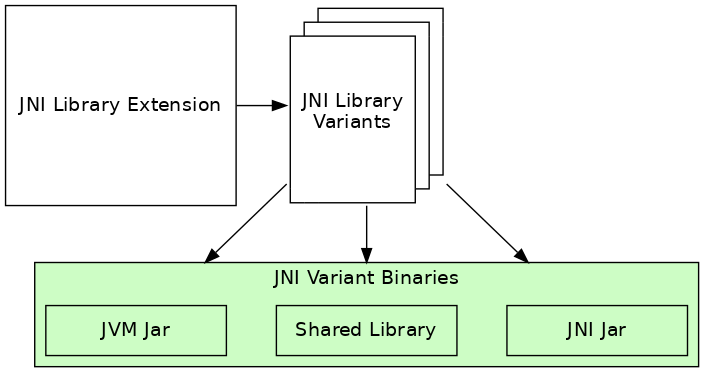 JNI Library Extension
JNI Library
Variants
JNI Variant Binaries
JVM Jar
Shared Library
JNI Jar